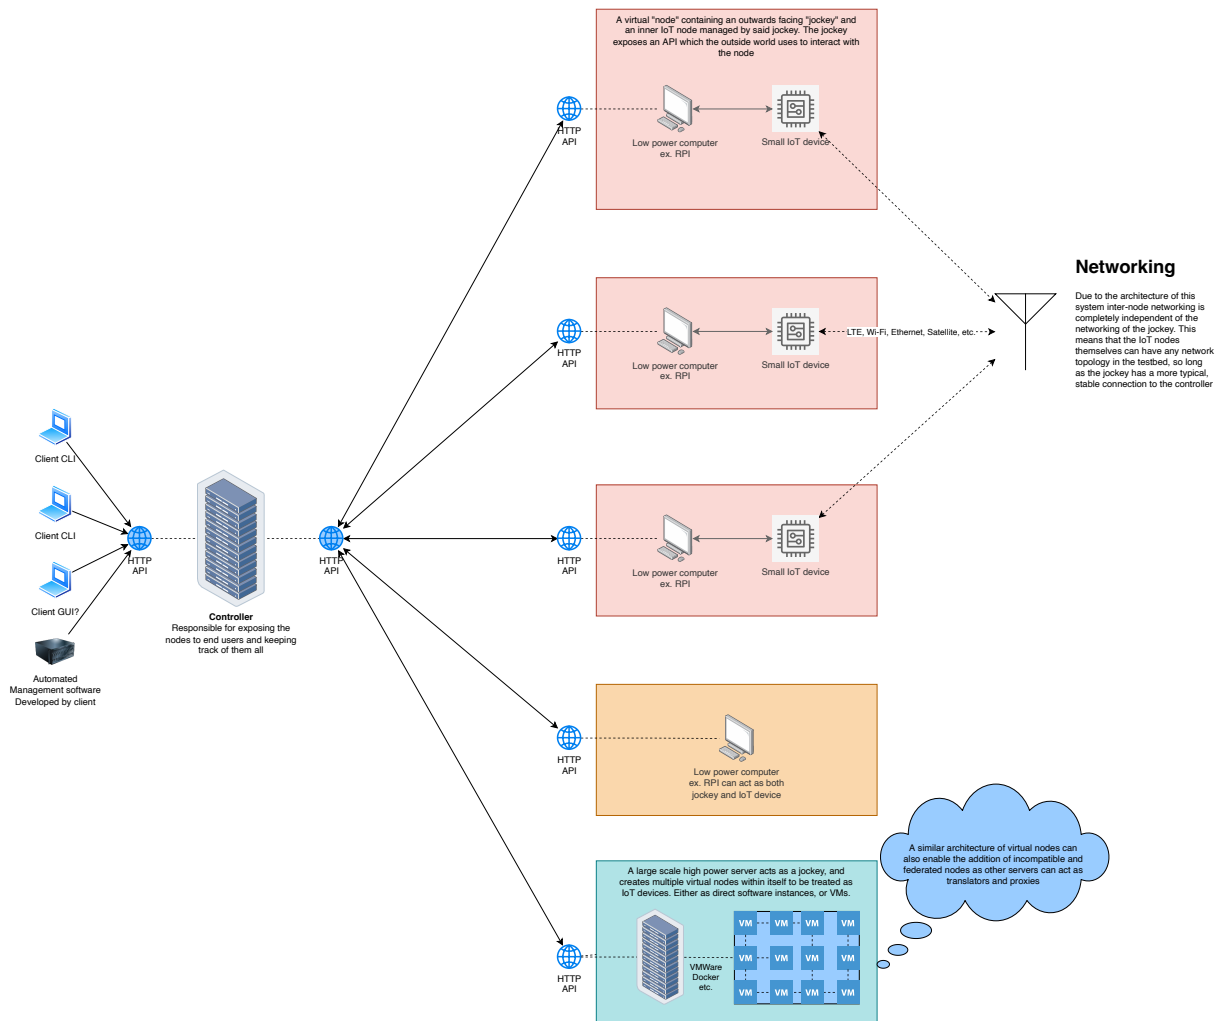 A virtual "node" containing an outwards facing "jockey" and
an inner IoT node managed by said jockey. The jockey
exposes an API which the outside world uses to interact with
the node
HTTP
API
Low power computer
ex. RPI
Small IoT device
Networking
Due to the architecture of this
system inter-node networking is
completely independent of the
networking of the jockey. This
means that the IoT nodes
themselves can have any network
topology in the testbed, so long
as the jockey has a more typical,
stable connection to the controller
HTTP
API
Low power computer
ex. RPI
Small IoT device
LTE, Wi-Fi, Ethernet, Satellite, etc.
Client CLI
Client CLI
Client GUI?
Automated
Management software
Developed by client
HTTP
API
Controller
Responsible for exposing the
nodes to end users and keeping
track of them all
HTTP
API
HTTP
API
Low power computer
ex. RPI
Small IoT device
HTTP
API
Low power computer
ex. RPI can act as both
jockey and IoT device
A similar architecture of virtual nodes can
also enable the addition of incompatible and
federated nodes as other servers can act as
translators and proxies
A large scale high power server acts as a jockey, and
creates multiple virtual nodes within itself to be treated as
IoT devices. Either as direct software instances, or VMs.
HTTP
API
VMWare
Docker
etc.
VM VM VM VM
VM VM VM VM
VM VM VM VM